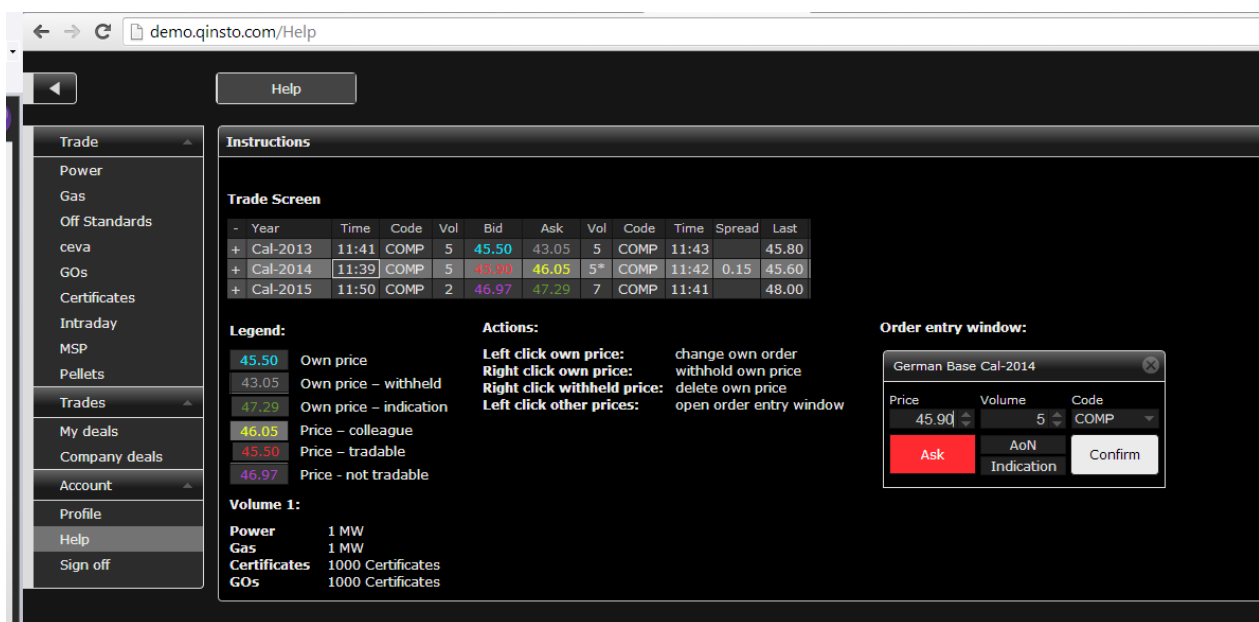 demo.qinsto.com/Help
Help
Trade
Power
Gas
Off Standards
ceva
GOs
Certificates
Intraday
MSP
Pellets
Trades
My deals
Company deals
Account
Profile
Help
Sign off
Instructions
Trade Screen
- Year Time Code Vol Bid Ask Vol Code Time Spread Last
+ Cal-2013 11:41 COMP 5 45.50 43.05 5 COMP 11:43 45.80
+ Cal-2014 11:39 COMP 5 45.90 46.05 5* COMP 11:42 0.15 45.60
+ Cal-2015 11:50 COMP 2 46.97 47.29 7 COMP 11:41 48.00
Legend:
45.50 Own price
43.05 Own price – withheld
47.29 Own price – indication
46.05 Price – colleague
45.50 Price – tradable
46.97 Price - not tradable
Volume 1:
Power 1 MW
Gas 1 MW
Certificates 1000 Certificates
GOs 1000 Certificates
Actions:
Left click own price: change own order
Right click own price: withhold own price
Right click withheld price: delete own price
Left click other prices: open order entry window
Order entry window:
German Base Cal-2014
Price Volume Code
45.90 5 COMP
Ask AoN Confirm
Indication